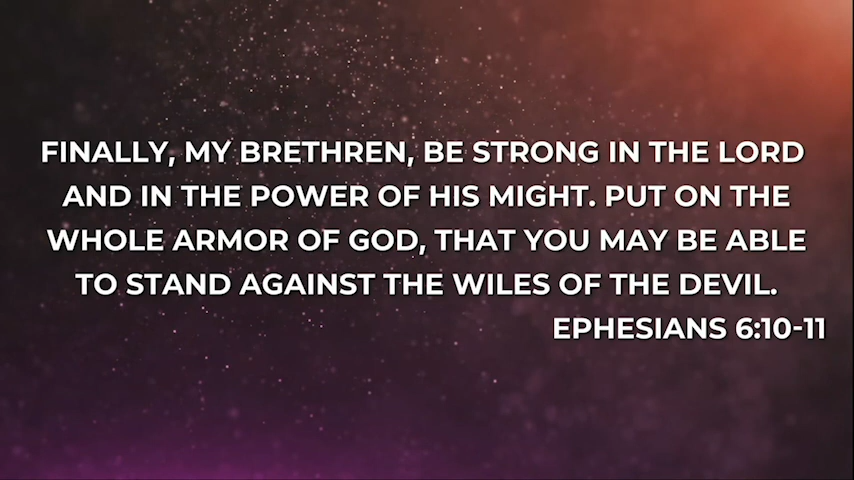 FINALLY, MY BRETHREN, BE STRONG IN THE LORD
AND IN THE POWER OF HIS MIGHT. PUT ON THE
WHOLE ARMOR OF GOD, THAT YOU MAY BE ABLE
TO STAND AGAINST THE WILES OF THE DEVIL.
EPHESIANS 6:10-11